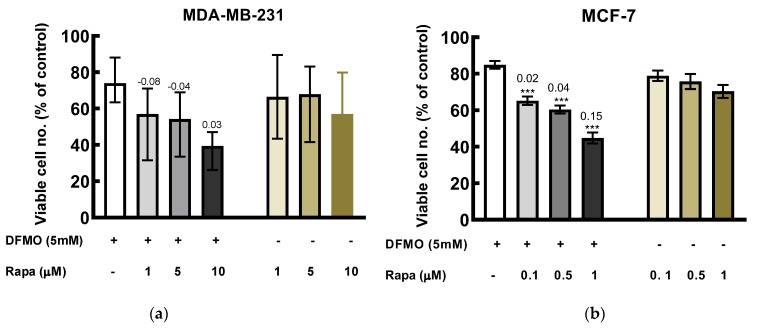 MDA-MB-231
Viable cell no. (% of control)
100
80
60
40
20
0
-0.08
-0.04
0.03
DFMO (5mM) + + + + - - -
Rapa (μM) - 1 5 10 1 5 10
(a)
MCF-7
Viable cell no. (% of control)
100
80
60
40
20
0
0.02
***
0.04
***
0.15
***
DFMO (5mM) + + + + - - -
Rapa (μM) - 0.1 0.5 1 0. 1 0.5 1
(b)